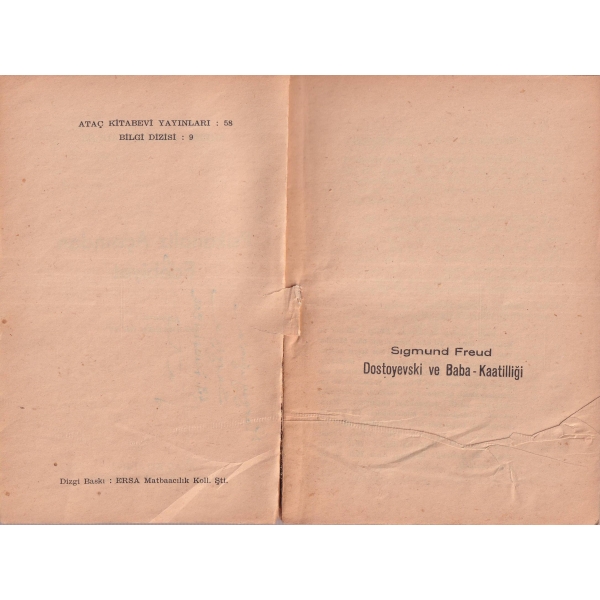 ATAÇ KİTABEVİ YAYINLARI : 58
BİLGİ DİZİSİ : 9
Dizgi Baskı : ERSA Matbaacılık Koll. Şti.
Sıgmund Freud
Dostoyevski ve Baba-Kaatilliği